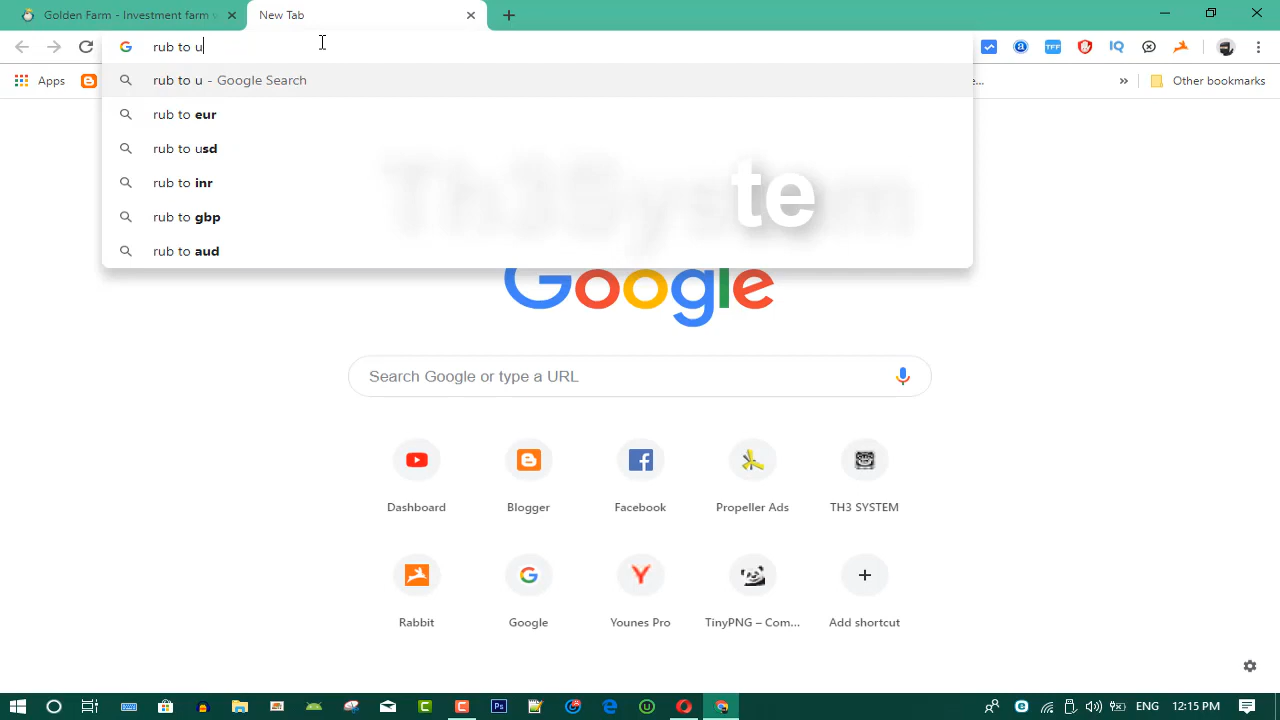 Golden Farm - Investment farm
New Tab
rub to u
Apps
Other bookmarks
rub to u - Google Search
rub to eur
rub to usd
rub to inr
rub to gbp
rub to aud
Th3System
Google
Search Google or type a URL
Dashboard
Blogger
Facebook
Propeller Ads
TH3 SYSTEM
Rabbit
Google
Younes Pro
TinyPNG – Com...
Add shortcut
ENG
12:15 PM